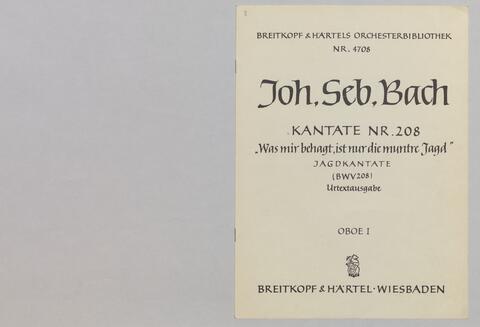 BREITKOPF & HÄRTELS ORCHESTERBIBLIOTHEK
NR. 4708
Joh. Seb. Bach
KANTATE NR. 208
„Was mir behagt, ist nur die muntre Jagd"
JAGDKANTATE
(BWV 208)
Urtextausgabe
OBOE I
BREITKOPF & HÄRTEL · WIESBADEN